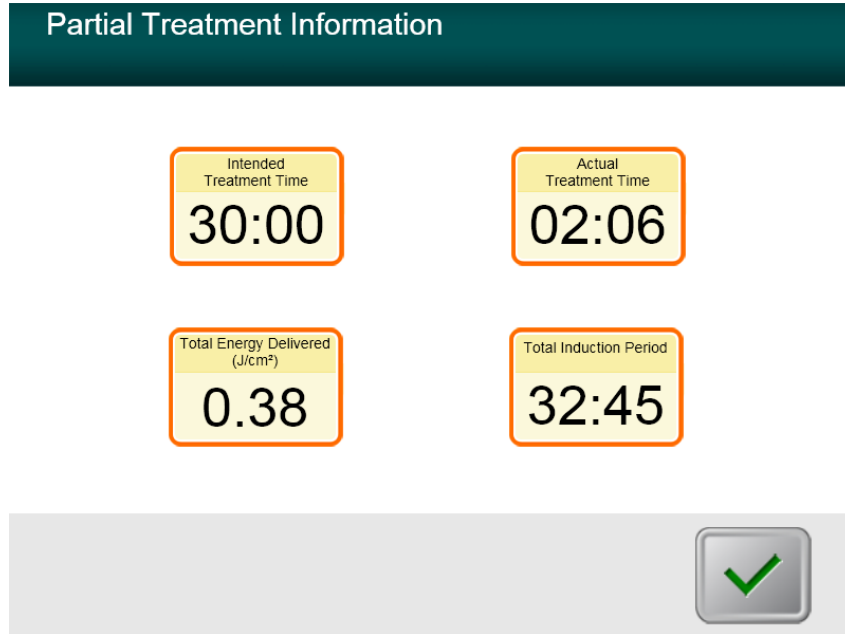 Partial Treatment Information
Intended
Treatment Time
30:00
Actual
Treatment Time
02:06
Total Energy Delivered
(J/cm²)
0.38
Total Induction Period
32:45